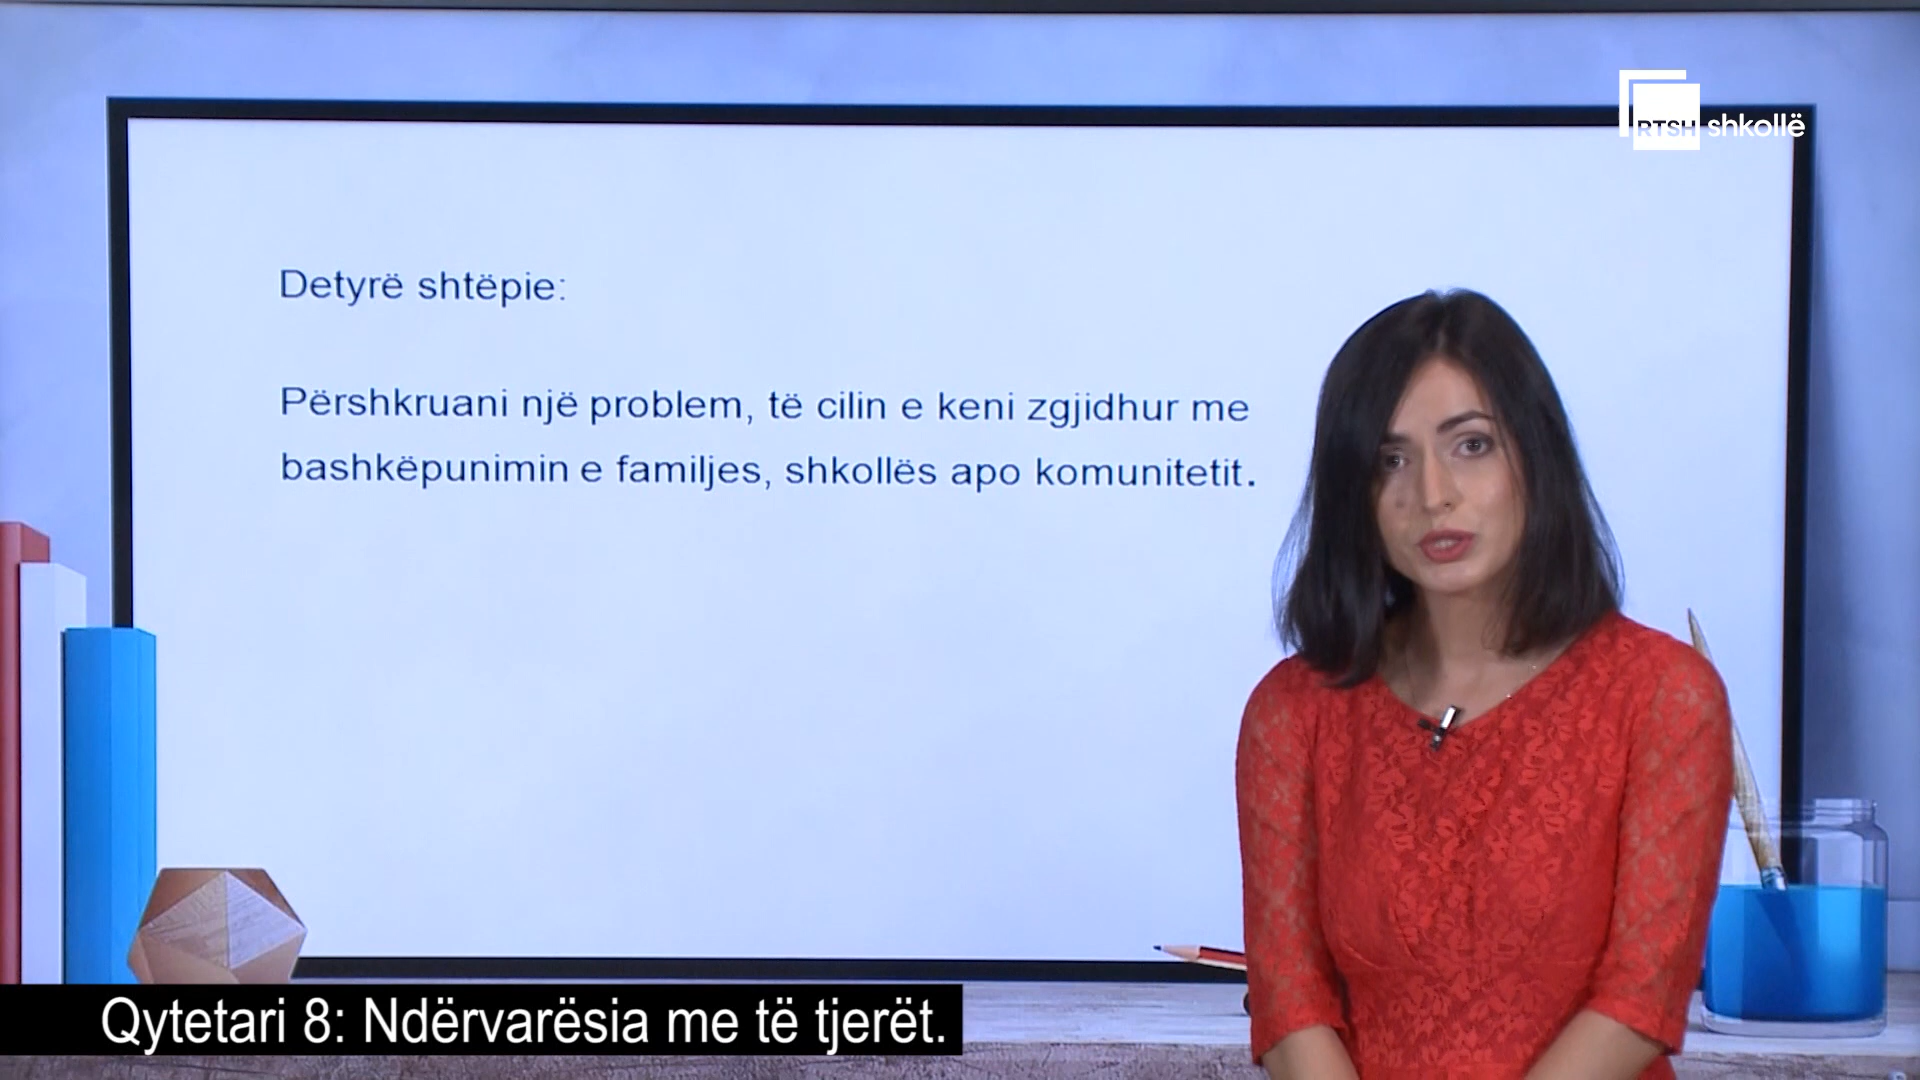 RTSH shkollë
Detyrë shtëpie:
Përshkruani një problem, të cilin e keni zgjidhur me
bashkëpunimin e familjes, shkollës apo komunitetit.
Qytetari 8: Ndërvarësia me të tjerët.